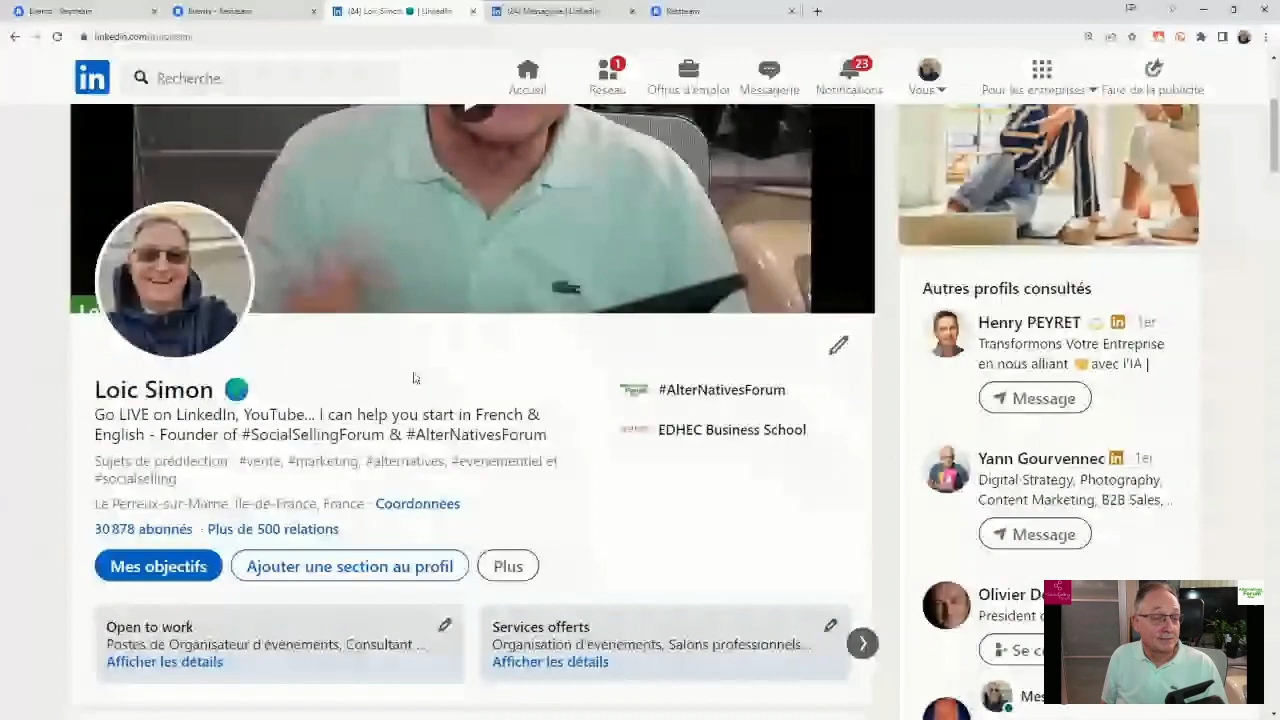 linkedin.com
in
Recherche
1
23
Accueil
Réseau
Offres d'emploi
Messagerie
Notifications
Vous
Pour les entreprises
Faire de la publicité
Loic Simon
Go LIVE on LinkedIn, YouTube... I can help you start in French &
English - Founder of #SocialSellingForum & #AlterNativesForum
Sujets de prédilection : #vente, #marketing, #alternatives, #evenementiel et
#socialselling
Le Perreux-sur-Marne, Île-de-France, France · Coordonnées
30 878 abonnés · Plus de 500 relations
Mes objectifs
Ajouter une section au profil
Plus
#AlterNativesForum
EDHEC Business School
Open to work
Postes de Organisateur d'événements, Consultant ...
Afficher les détails
Services offerts
Organisation d'événements, Salons professionnels...
Afficher les détails
Autres profils consultés
Henry PEYRET in 1er
Transformons Votre Entreprise
en nous alliant 🤝avec l'IA |
Message
Yann Gourvennec in 1er
Digital Strategy, Photography,
Content Marketing, B2B Sales, ...
Message
Olivier
President
Se c
Mes